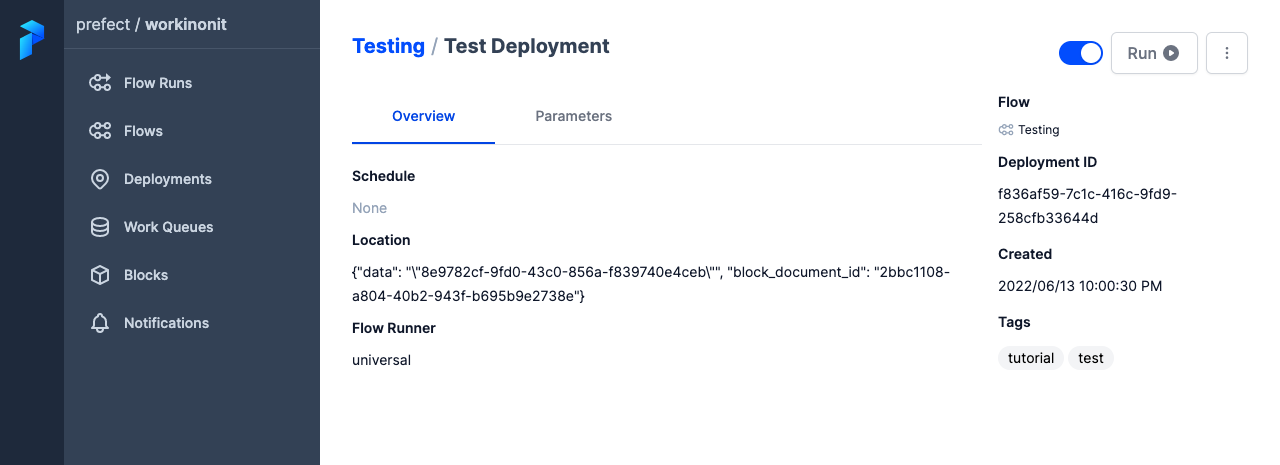 prefect / workinonit
Flow Runs
Flows
Deployments
Work Queues
Blocks
Notifications
Testing / Test Deployment
Run
Overview
Parameters
Schedule
None
Location
{"data": "\"8e9782cf-9fd0-43c0-856a-f839740e4ceb\"", "block_document_id": "2bbc1108-
a804-40b2-943f-b695b9e2738e"}
Flow Runner
universal
Flow
Testing
Deployment ID
f836af59-7c1c-416c-9fd9-
258cfb33644d
Created
2022/06/13 10:00:30 PM
Tags
tutorial
test